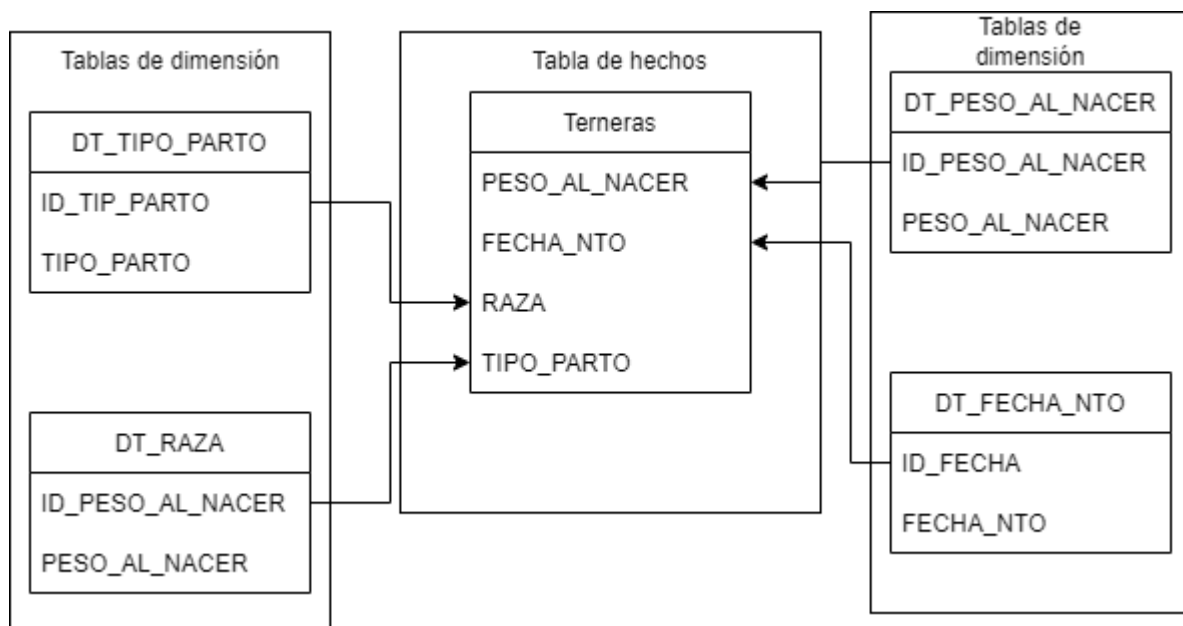 Tablas de dimensión
DT_TIPO_PARTO
ID_TIP_PARTO
TIPO_PARTO
DT_RAZA
ID_PESO_AL_NACER
PESO_AL_NACER
Tabla de hechos
Terneras
PESO_AL_NACER
FECHA_NTO
RAZA
TIPO_PARTO
Tablas de
dimensión
DT_PESO_AL_NACER
ID_PESO_AL_NACER
PESO_AL_NACER
DT_FECHA_NTO
ID_FECHA
FECHA_NTO